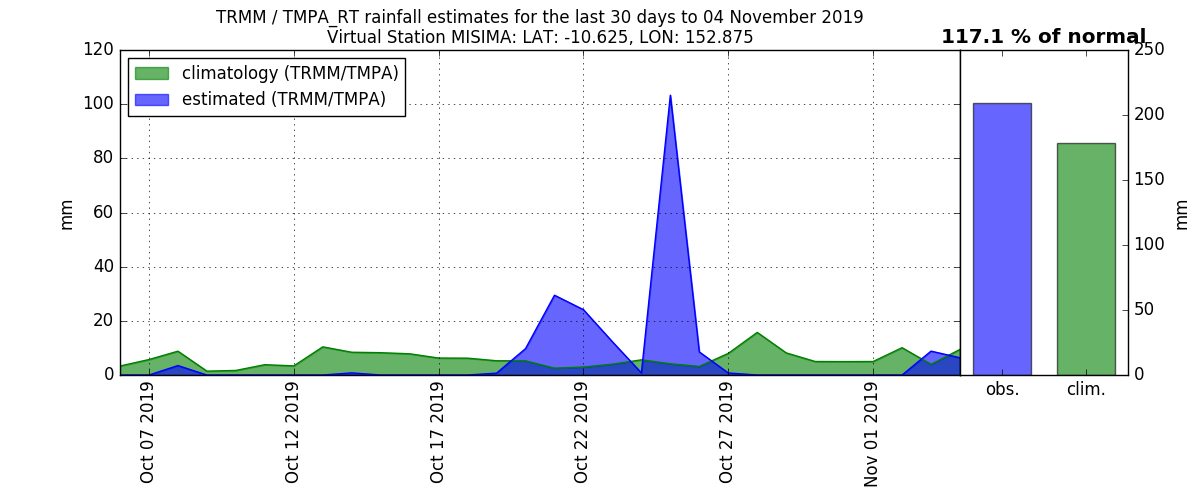 TRMM / TMPA_RT rainfall estimates for the last 30 days to 04 November 2019
Virtual Station MISIMA: LAT: -10.625, LON: 152.875
117.1 % of normal
climatology (TRMM/TMPA)
estimated (TRMM/TMPA)
120
100
80
60
40
20
0
mm
Oct 07 2019
Oct 12 2019
Oct 17 2019
Oct 22 2019
Oct 27 2019
Nov 01 2019
250
200
150
100
50
0
mm
obs.
clim.